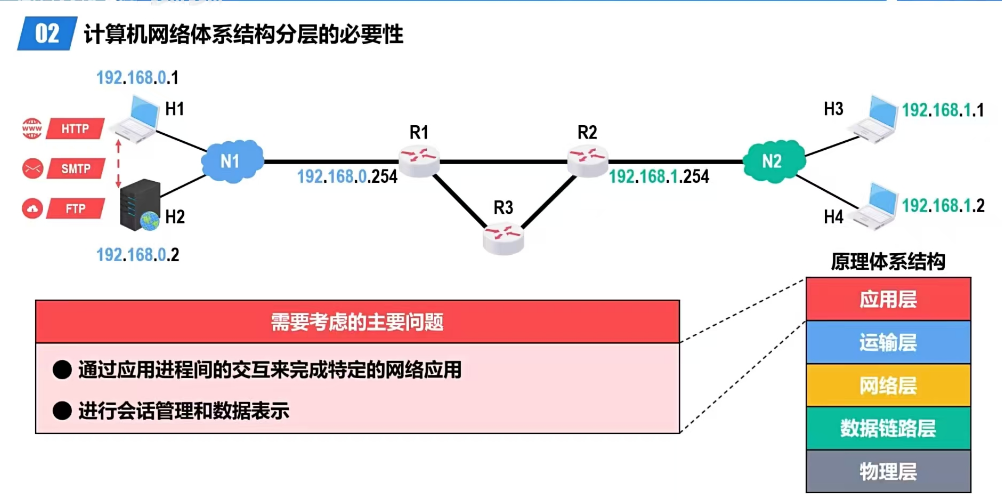 02 计算机网络体系结构分层的必要性
192.168.0.1
H1
WWW HTTP
SMTP
FTP
H2
192.168.0.2
N1
192.168.0.254
R1
R2
R3
192.168.1.254
N2
H3
192.168.1.1
H4
192.168.1.2
原理体系结构
应用层
运输层
网络层
数据链路层
物理层
需要考虑的主要问题
● 通过应用进程间的交互来完成特定的网络应用
● 进行会话管理和数据表示